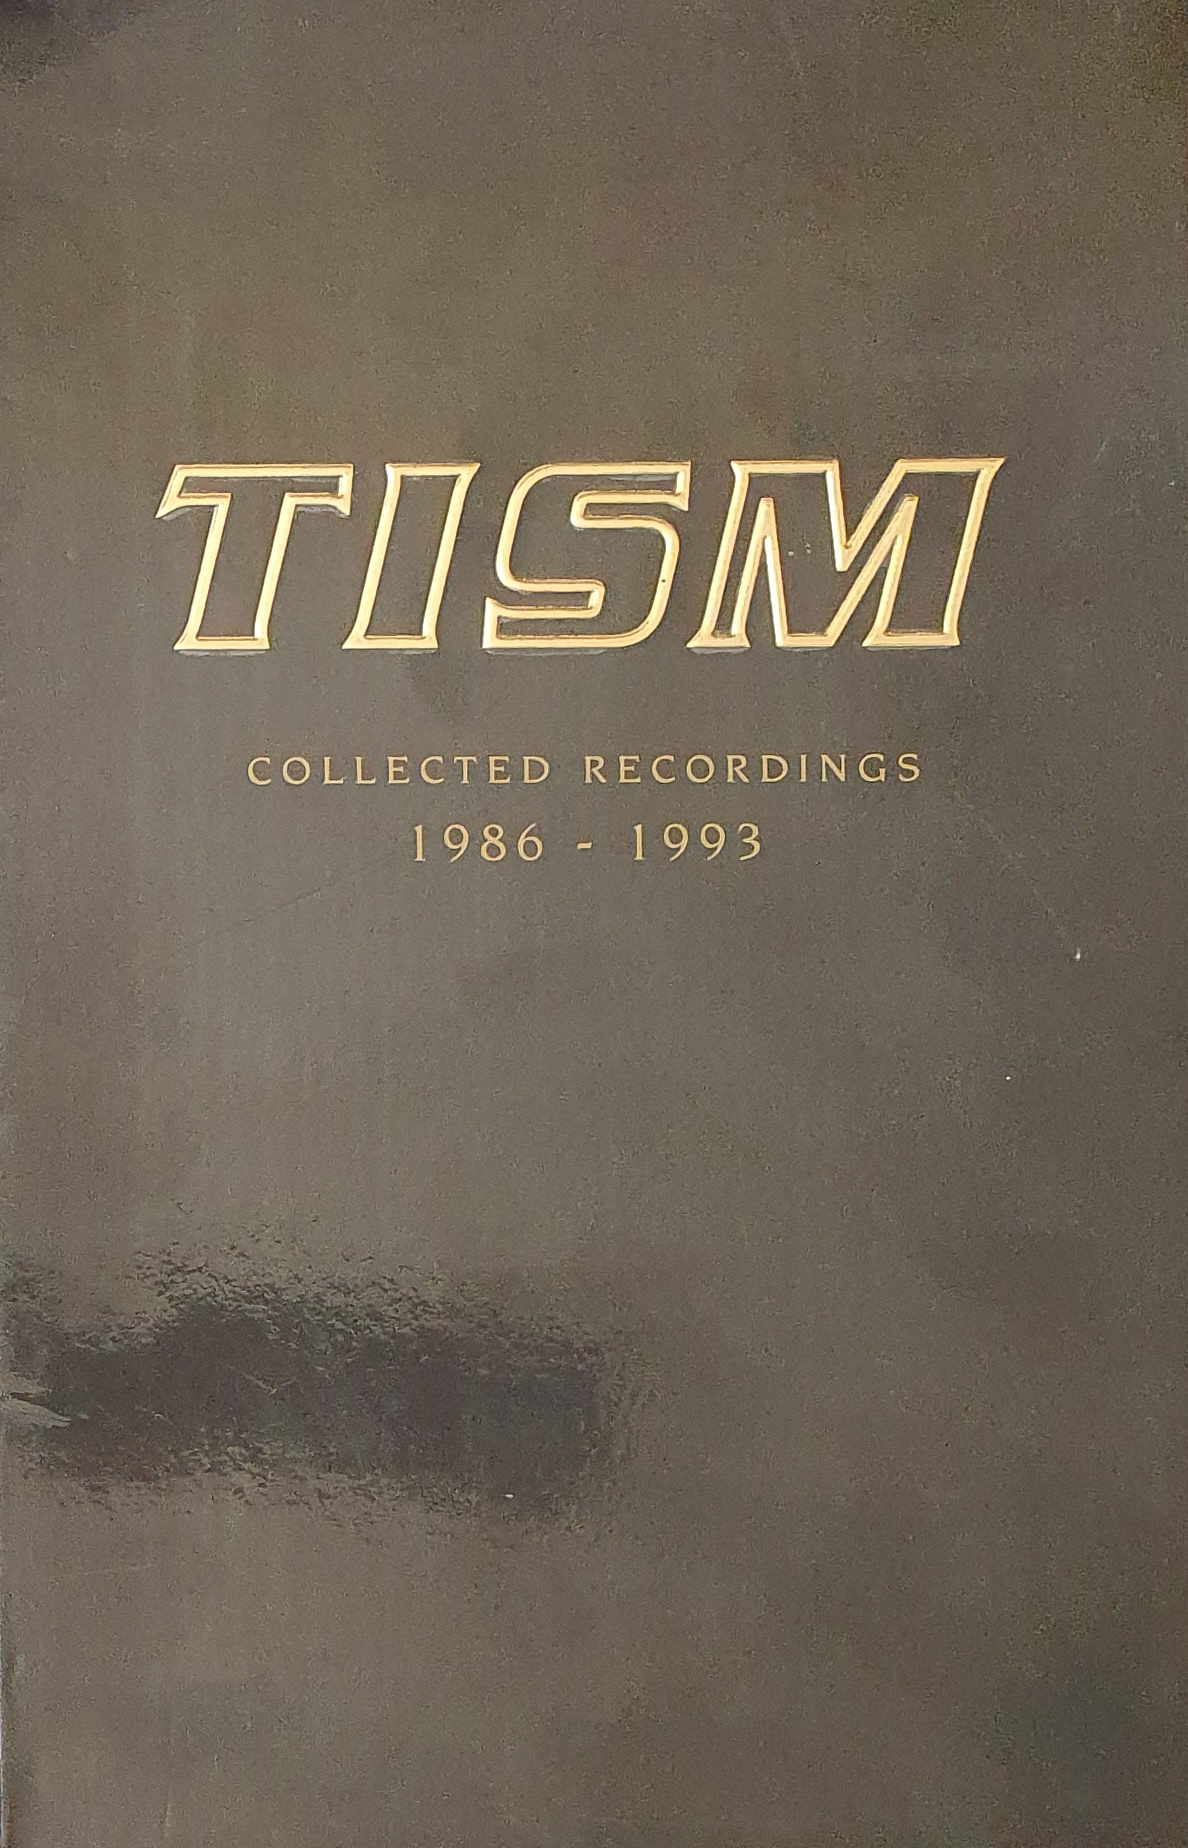 TISM
COLLECTED RECORDINGS
1986 - 1993